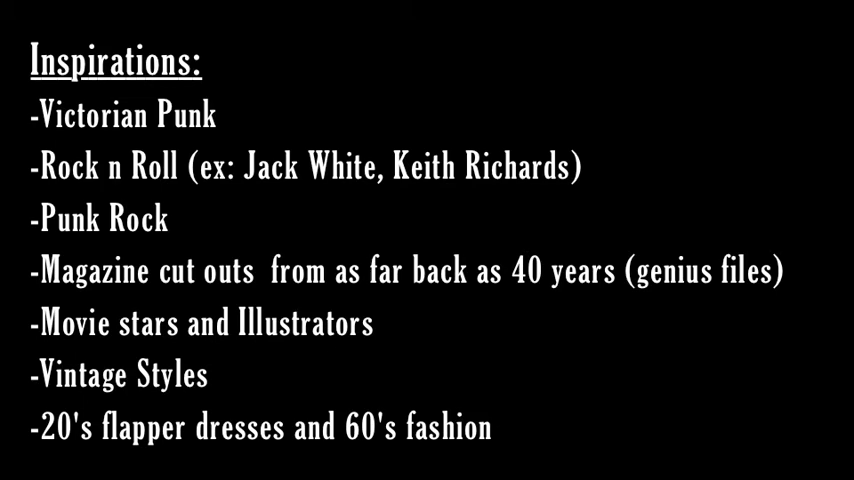 Inspirations:
-Victorian Punk
-Rock n Roll (ex: Jack White, Keith Richards)
-Punk Rock
-Magazine cut outs  from as far back as 40 years (genius files)
-Movie stars and Illustrators
-Vintage Styles
-20's flapper dresses and 60's fashion